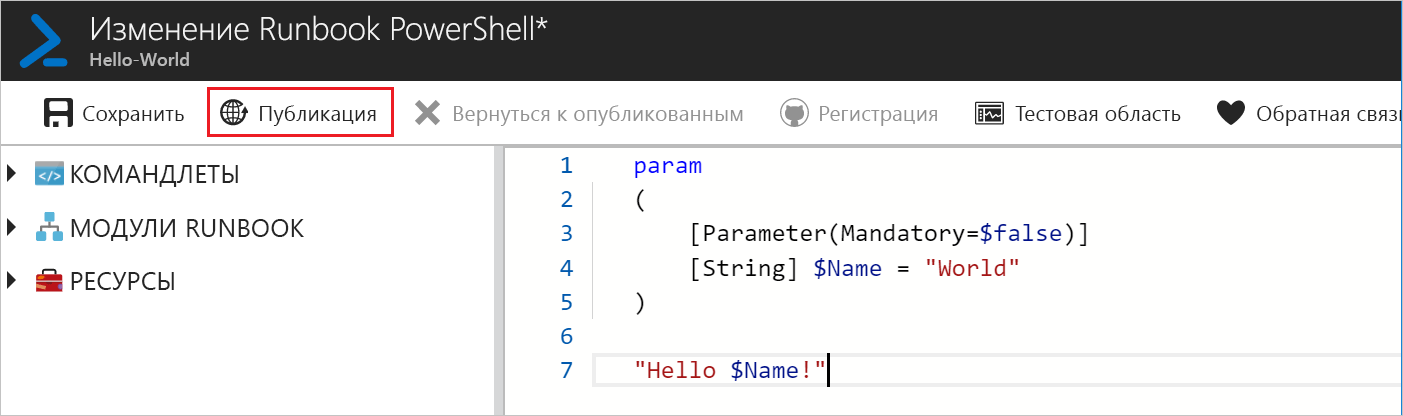 Изменение Runbook PowerShell*
Hello-World
Сохранить Публикация Вернуться к опубликованным Регистрация Тестовая область Обратная связ
КОМАНДЛЕТЫ
МОДУЛИ RUNBOOK
РЕСУРСЫ
1 param
2 (
3 [Parameter(Mandatory=$false)]
4 [String] $Name = "World"
5 )
6
7 "Hello $Name!"